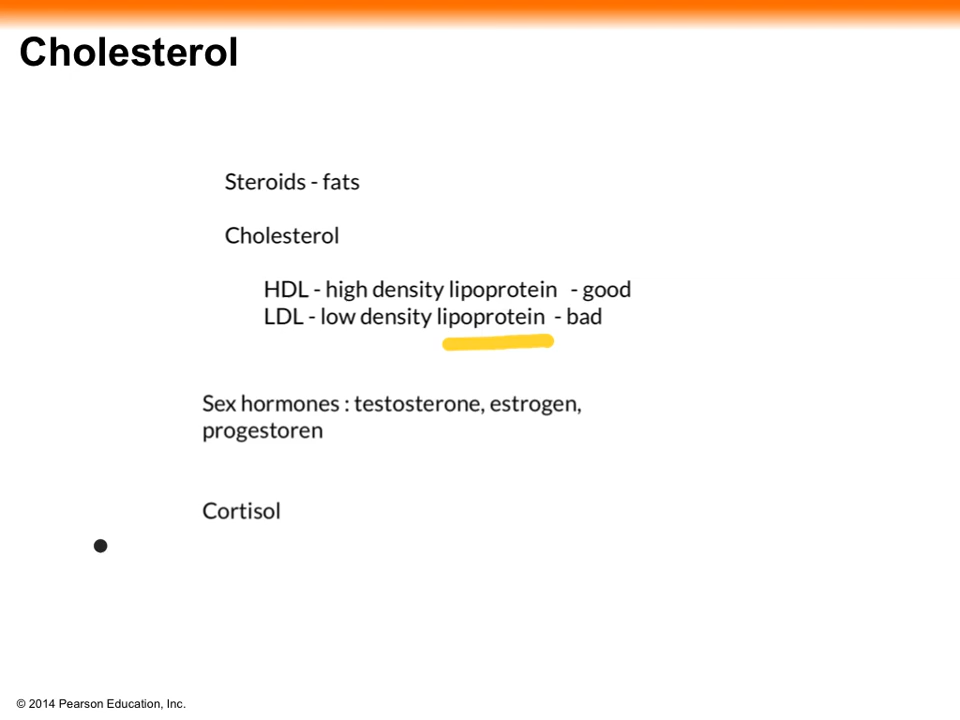 Cholesterol
Steroids - fats
Cholesterol
HDL - high density lipoprotein - good
LDL - low density lipoprotein - bad
Sex hormones : testosterone, estrogen,
progestoren
Cortisol
•
© 2014 Pearson Education, Inc.